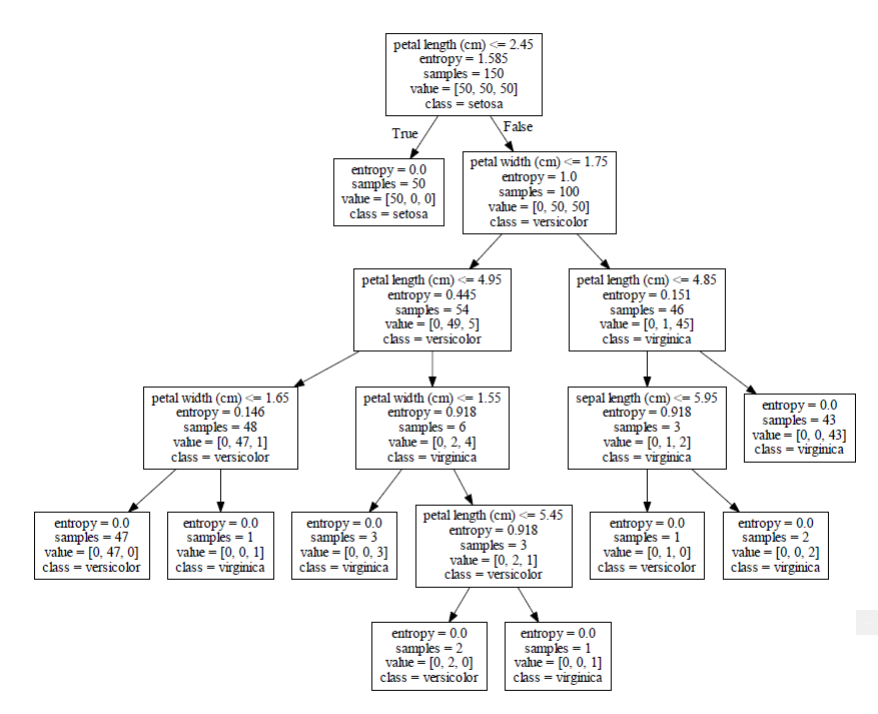 petal length (cm) <= 2.45
entropy = 1.585
samples = 150
value = [50, 50, 50]
class = setosa
True
False
entropy = 0.0
samples = 50
value = [50, 0, 0]
class = setosa
petal width (cm) <= 1.75
entropy = 1.0
samples = 100
value = [0, 50, 50]
class = versicolor
petal length (cm) <= 4.95
entropy = 0.445
samples = 54
value = [0, 49, 5]
class = versicolor
petal length (cm) <= 4.85
entropy = 0.151
samples = 46
value = [0, 1, 45]
class = virginica
petal width (cm) <= 1.65
entropy = 0.146
samples = 48
value = [0, 47, 1]
class = versicolor
petal width (cm) <= 1.55
entropy = 0.918
samples = 6
value = [0, 2, 4]
class = virginica
sepal length (cm) <= 5.95
entropy = 0.918
samples = 3
value = [0, 1, 2]
class = virginica
entropy = 0.0
samples = 43
value = [0, 0, 43]
class = virginica
entropy = 0.0
samples = 47
value = [0, 47, 0]
class = versicolor
entropy = 0.0
samples = 1
value = [0, 0, 1]
class = virginica
entropy = 0.0
samples = 3
value = [0, 0, 3]
class = virginica
petal length (cm) <= 5.45
entropy = 0.918
samples = 3
value = [0, 2, 1]
class = versicolor
entropy = 0.0
samples = 1
value = [0, 1, 0]
class = versicolor
entropy = 0.0
samples = 2
value = [0, 0, 2]
class = virginica
entropy = 0.0
samples = 2
value = [0, 2, 0]
class = versicolor
entropy = 0.0
samples = 1
value = [0, 0, 1]
class = virginica